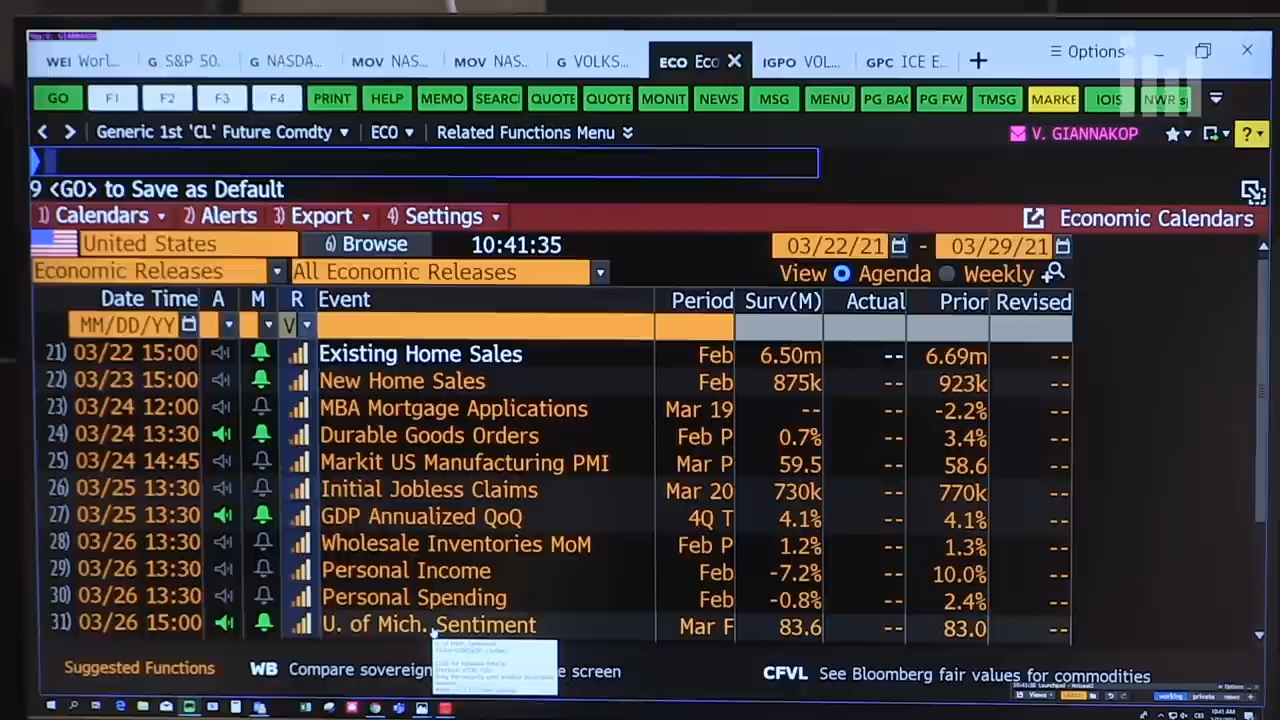 WEI Worl.. G S&P 50. G NASDA... MOV NAS... MOV NAS... G VOLKS... ECO Eco IGPO VOL... GPC ICE E... Options
GO F1 F2 F3 F4 PRINT HELP MEMO SEARCI QUOTE QUOTE MONIT NEWS MSG MENU PG BAC PG FW TMSG MARKE IOIS NWR
Generic 1st 'CL' Future Comdty ECO Related Functions Menu V. GIANNAKOP ?
9 <GO> to Save as Default
1) Calendars 2) Alerts 3) Export 4) Settings Economic Calendars
United States 6) Browse 10:41:35 03/22/21 - 03/29/21
Economic Releases All Economic Releases View Agenda Weekly
Date Time A M R Event Period Surv(M) Actual Prior Revised
MM/DD/YY V
21) 03/22 15:00 Existing Home Sales Feb 6.50m -- 6.69m --
22) 03/23 15:00 New Home Sales Feb 875k -- 923k --
23) 03/24 12:00 MBA Mortgage Applications Mar 19 -- -- -2.2% --
24) 03/24 13:30 Durable Goods Orders Feb P 0.7% -- 3.4% --
25) 03/24 14:45 Markit US Manufacturing PMI Mar P 59.5 -- 58.6 --
26) 03/25 13:30 Initial Jobless Claims Mar 20 730k -- 770k --
27) 03/25 13:30 GDP Annualized QoQ 4Q T 4.1% -- 4.1% --
28) 03/26 13:30 Wholesale Inventories MoM Feb P 1.2% -- 1.3% --
29) 03/26 13:30 Personal Income Feb -7.2% -- 10.0% --
30) 03/26 13:30 Personal Spending Feb -0.8% -- 2.4% --
31) 03/26 15:00 U. of Mich. Sentiment Mar F 83.6 -- 83.0 --
Suggested Functions WB Compare sovereign e screen CFVL See Bloomberg fair values for commodities
10:41 AM